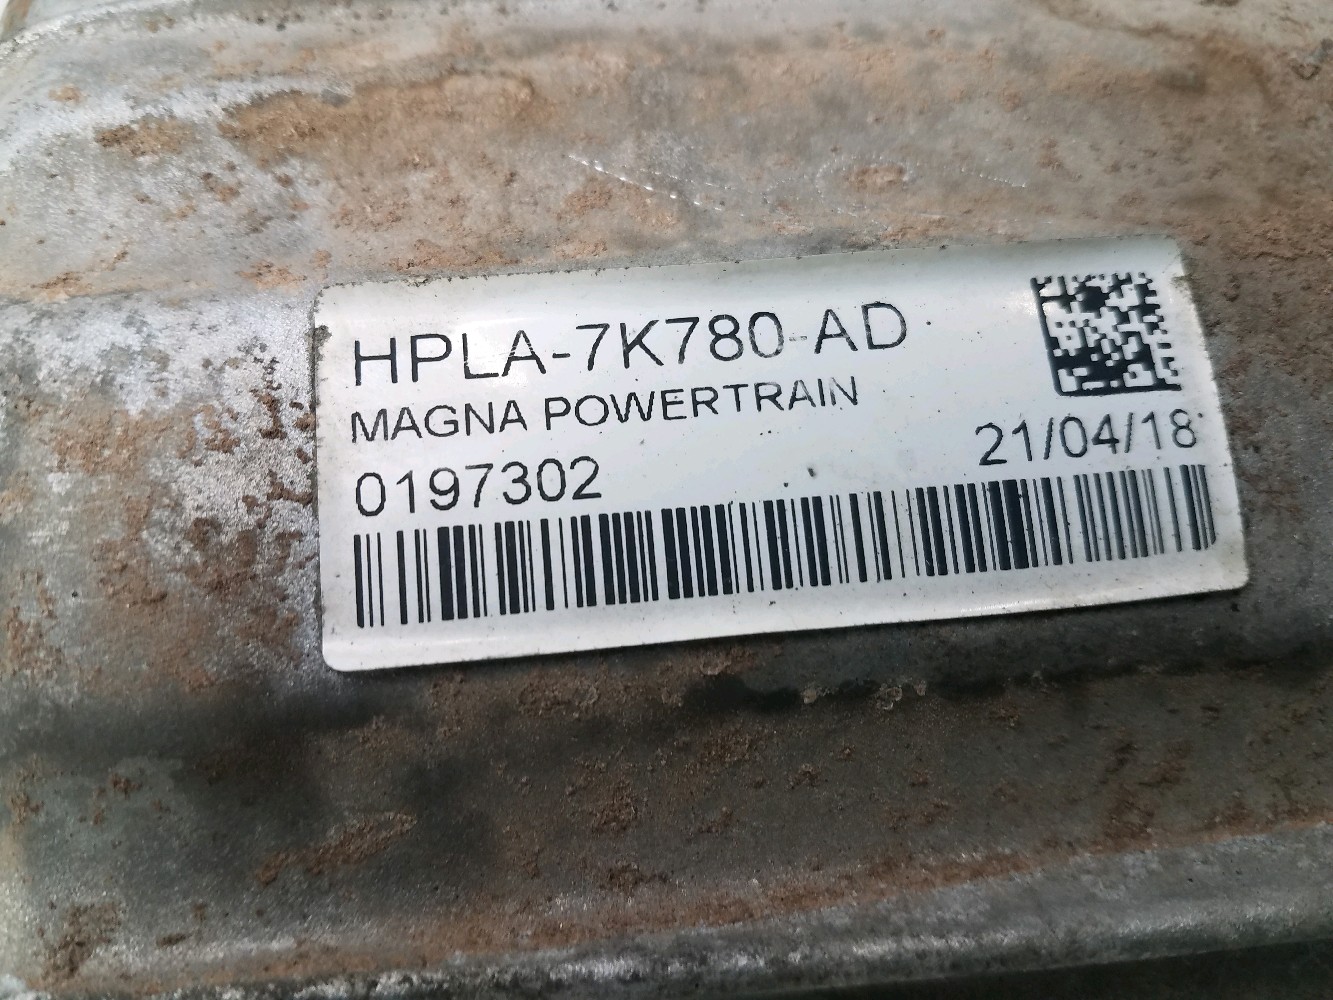 HPLA-7K780-AD
MAGNA POWERTRAIN
0197302
21/04/18